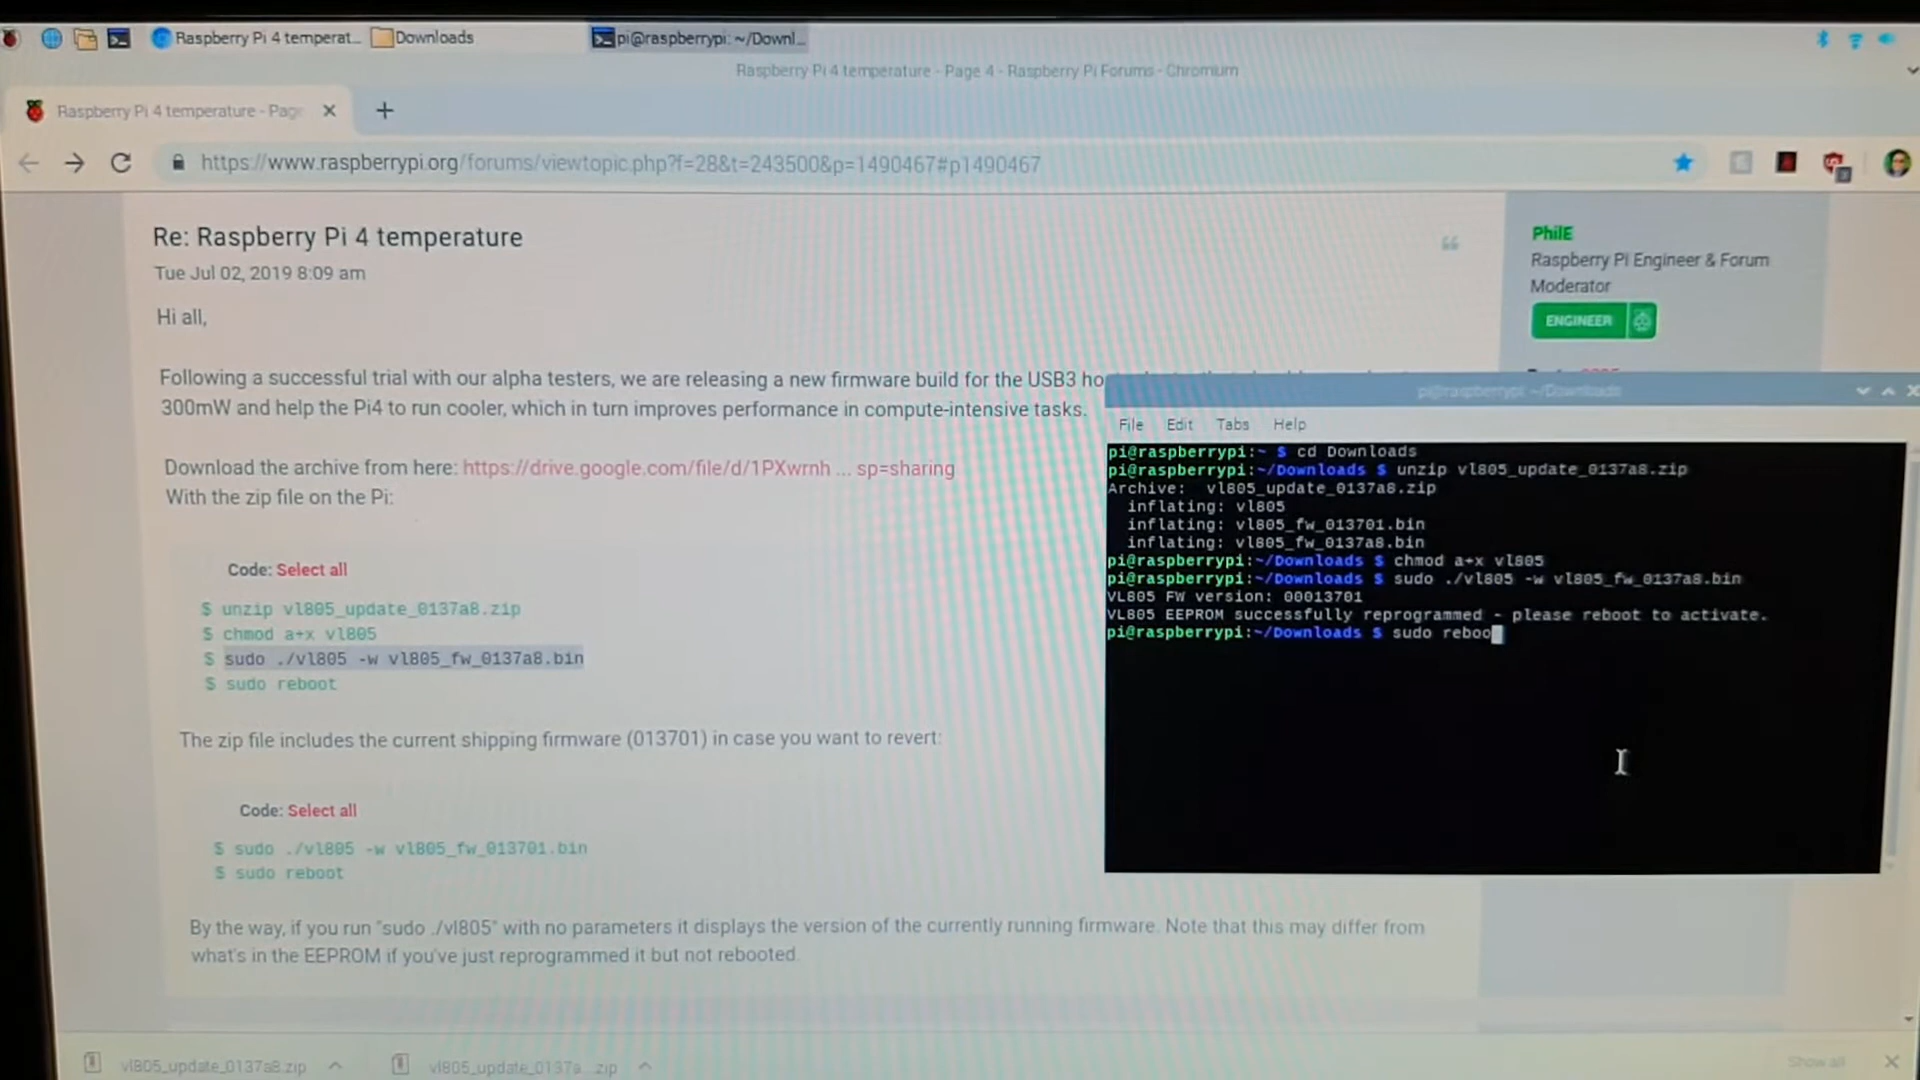 Raspberry Pi 4 temperat...
Downloads
pi@raspberrypi: ~/Downl...
Raspberry Pi 4 temperature - Page 4 - Raspberry Pi Forums - Chromium
Raspberry Pi 4 temperature - Page
https://www.raspberrypi.org/forums/viewtopic.php?f=28&t=243500&p=1490467#p1490467
Re: Raspberry Pi 4 temperature
Tue Jul 02, 2019 8:09 am
Hi all,
Following a successful trial with our alpha testers, we are releasing a new firmware build for the USB3 ho
300mW and help the Pi4 to run cooler, which in turn improves performance in compute-intensive tasks.
Download the archive from here: https://drive.google.com/file/d/1PXwrnh ... sp=sharing
With the zip file on the Pi:
Code: Select all
$ unzip vl805_update_0137a8.zip
$ chmod a+x vl805
$ sudo ./vl805 -w vl805_fw_0137a8.bin
$ sudo reboot
The zip file includes the current shipping firmware (013701) in case you want to revert:
Code: Select all
$ sudo ./vl805 -w vl805_fw_013701.bin
$ sudo reboot
By the way, if you run "sudo ./vl805" with no parameters it displays the version of the currently running firmware. Note that this may differ from
what's in the EEPROM if you've just reprogrammed it but not rebooted.
PhilE
Raspberry Pi Engineer & Forum
Moderator
ENGINEER
pi@raspberrypi: ~/Downloads
File Edit Tabs Help
pi@raspberrypi:~ $ cd Downloads
pi@raspberrypi:~/Downloads $ unzip vl805_update_0137a8.zip
Archive:  vl805_update_0137a8.zip
  inflating: vl805
  inflating: vl805_fw_013701.bin
  inflating: vl805_fw_0137a8.bin
pi@raspberrypi:~/Downloads $ chmod a+x vl805
pi@raspberrypi:~/Downloads $ sudo ./vl805 -w vl805_fw_0137a8.bin
VL805 FW version: 00013701
VL805 EEPROM successfully reprogrammed - please reboot to activate.
pi@raspberrypi:~/Downloads $ sudo reboo
vl805_update_0137a8.zip
vl805_update_0137a...zip
Show all